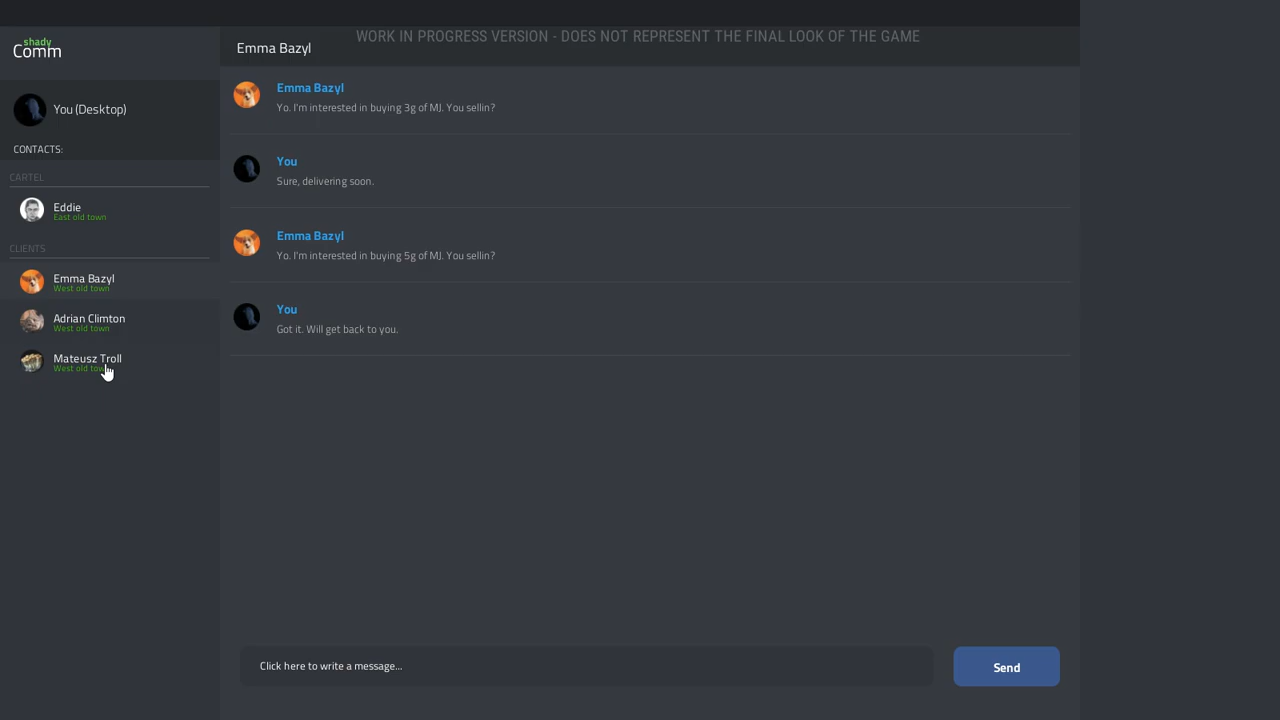 WORK IN PROGRESS VERSION - DOES NOT REPRESENT THE FINAL LOOK OF THE GAME
shady
Comm
You (Desktop)
CONTACTS:
CARTEL
Eddie
East old town
CLIENTS
Emma Bazyl
West old town
Adrian Climton
West old town
Mateusz Troll
West old town
Emma Bazyl
Emma Bazyl
Yo. I'm interested in buying 3g of MJ. You sellin?
You
Sure, delivering soon.
Emma Bazyl
Yo. I'm interested in buying 5g of MJ. You sellin?
You
Got it. Will get back to you.
Click here to write a message...
Send